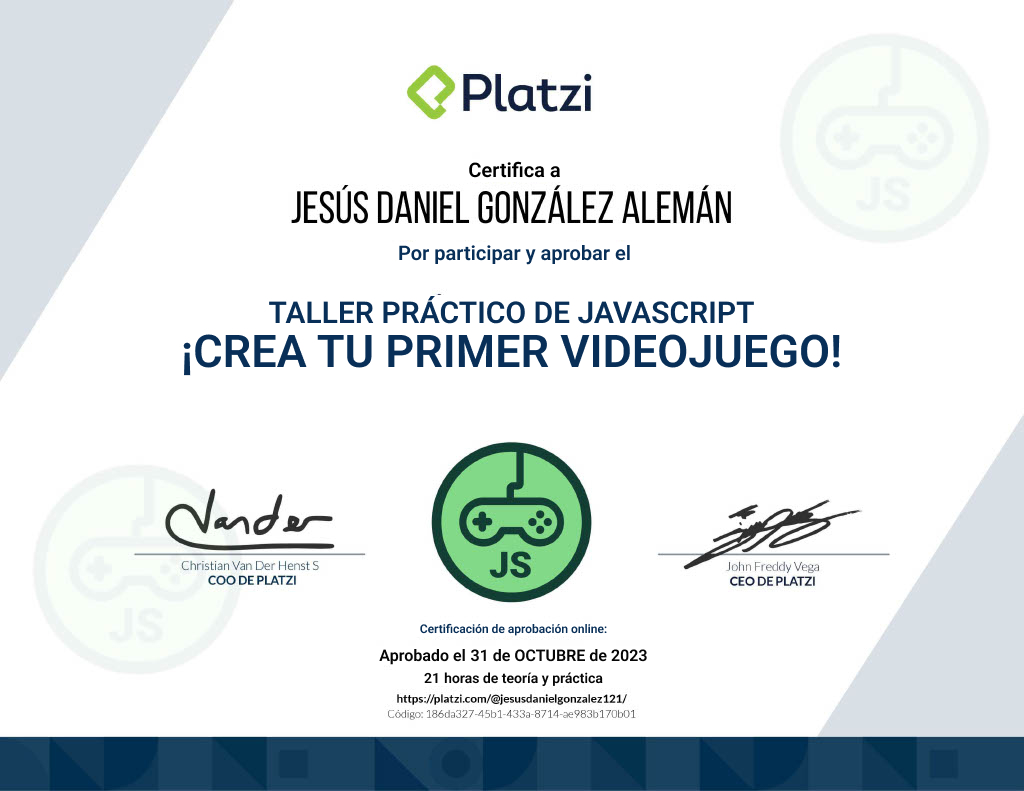 Platzi
JS
Certifica a
JESÚS DANIEL GONZÁLEZ ALEMÁN
Por participar y aprobar el
TALLER PRÁCTICO DE JAVASCRIPT
¡CREA TU PRIMER VIDEOJUEGO!
Vander
Christian Van Der Henst S
COO DE PLATZI
JS
JS
John Freddy Vega
CEO DE PLATZI
Certificación de aprobación online:
Aprobado el 31 de OCTUBRE de 2023
21 horas de teoría y práctica
https://platzi.com/@jesusdanielgonzalez121/
Código: 186da327-45b1-433a-8714-ae983b170b01